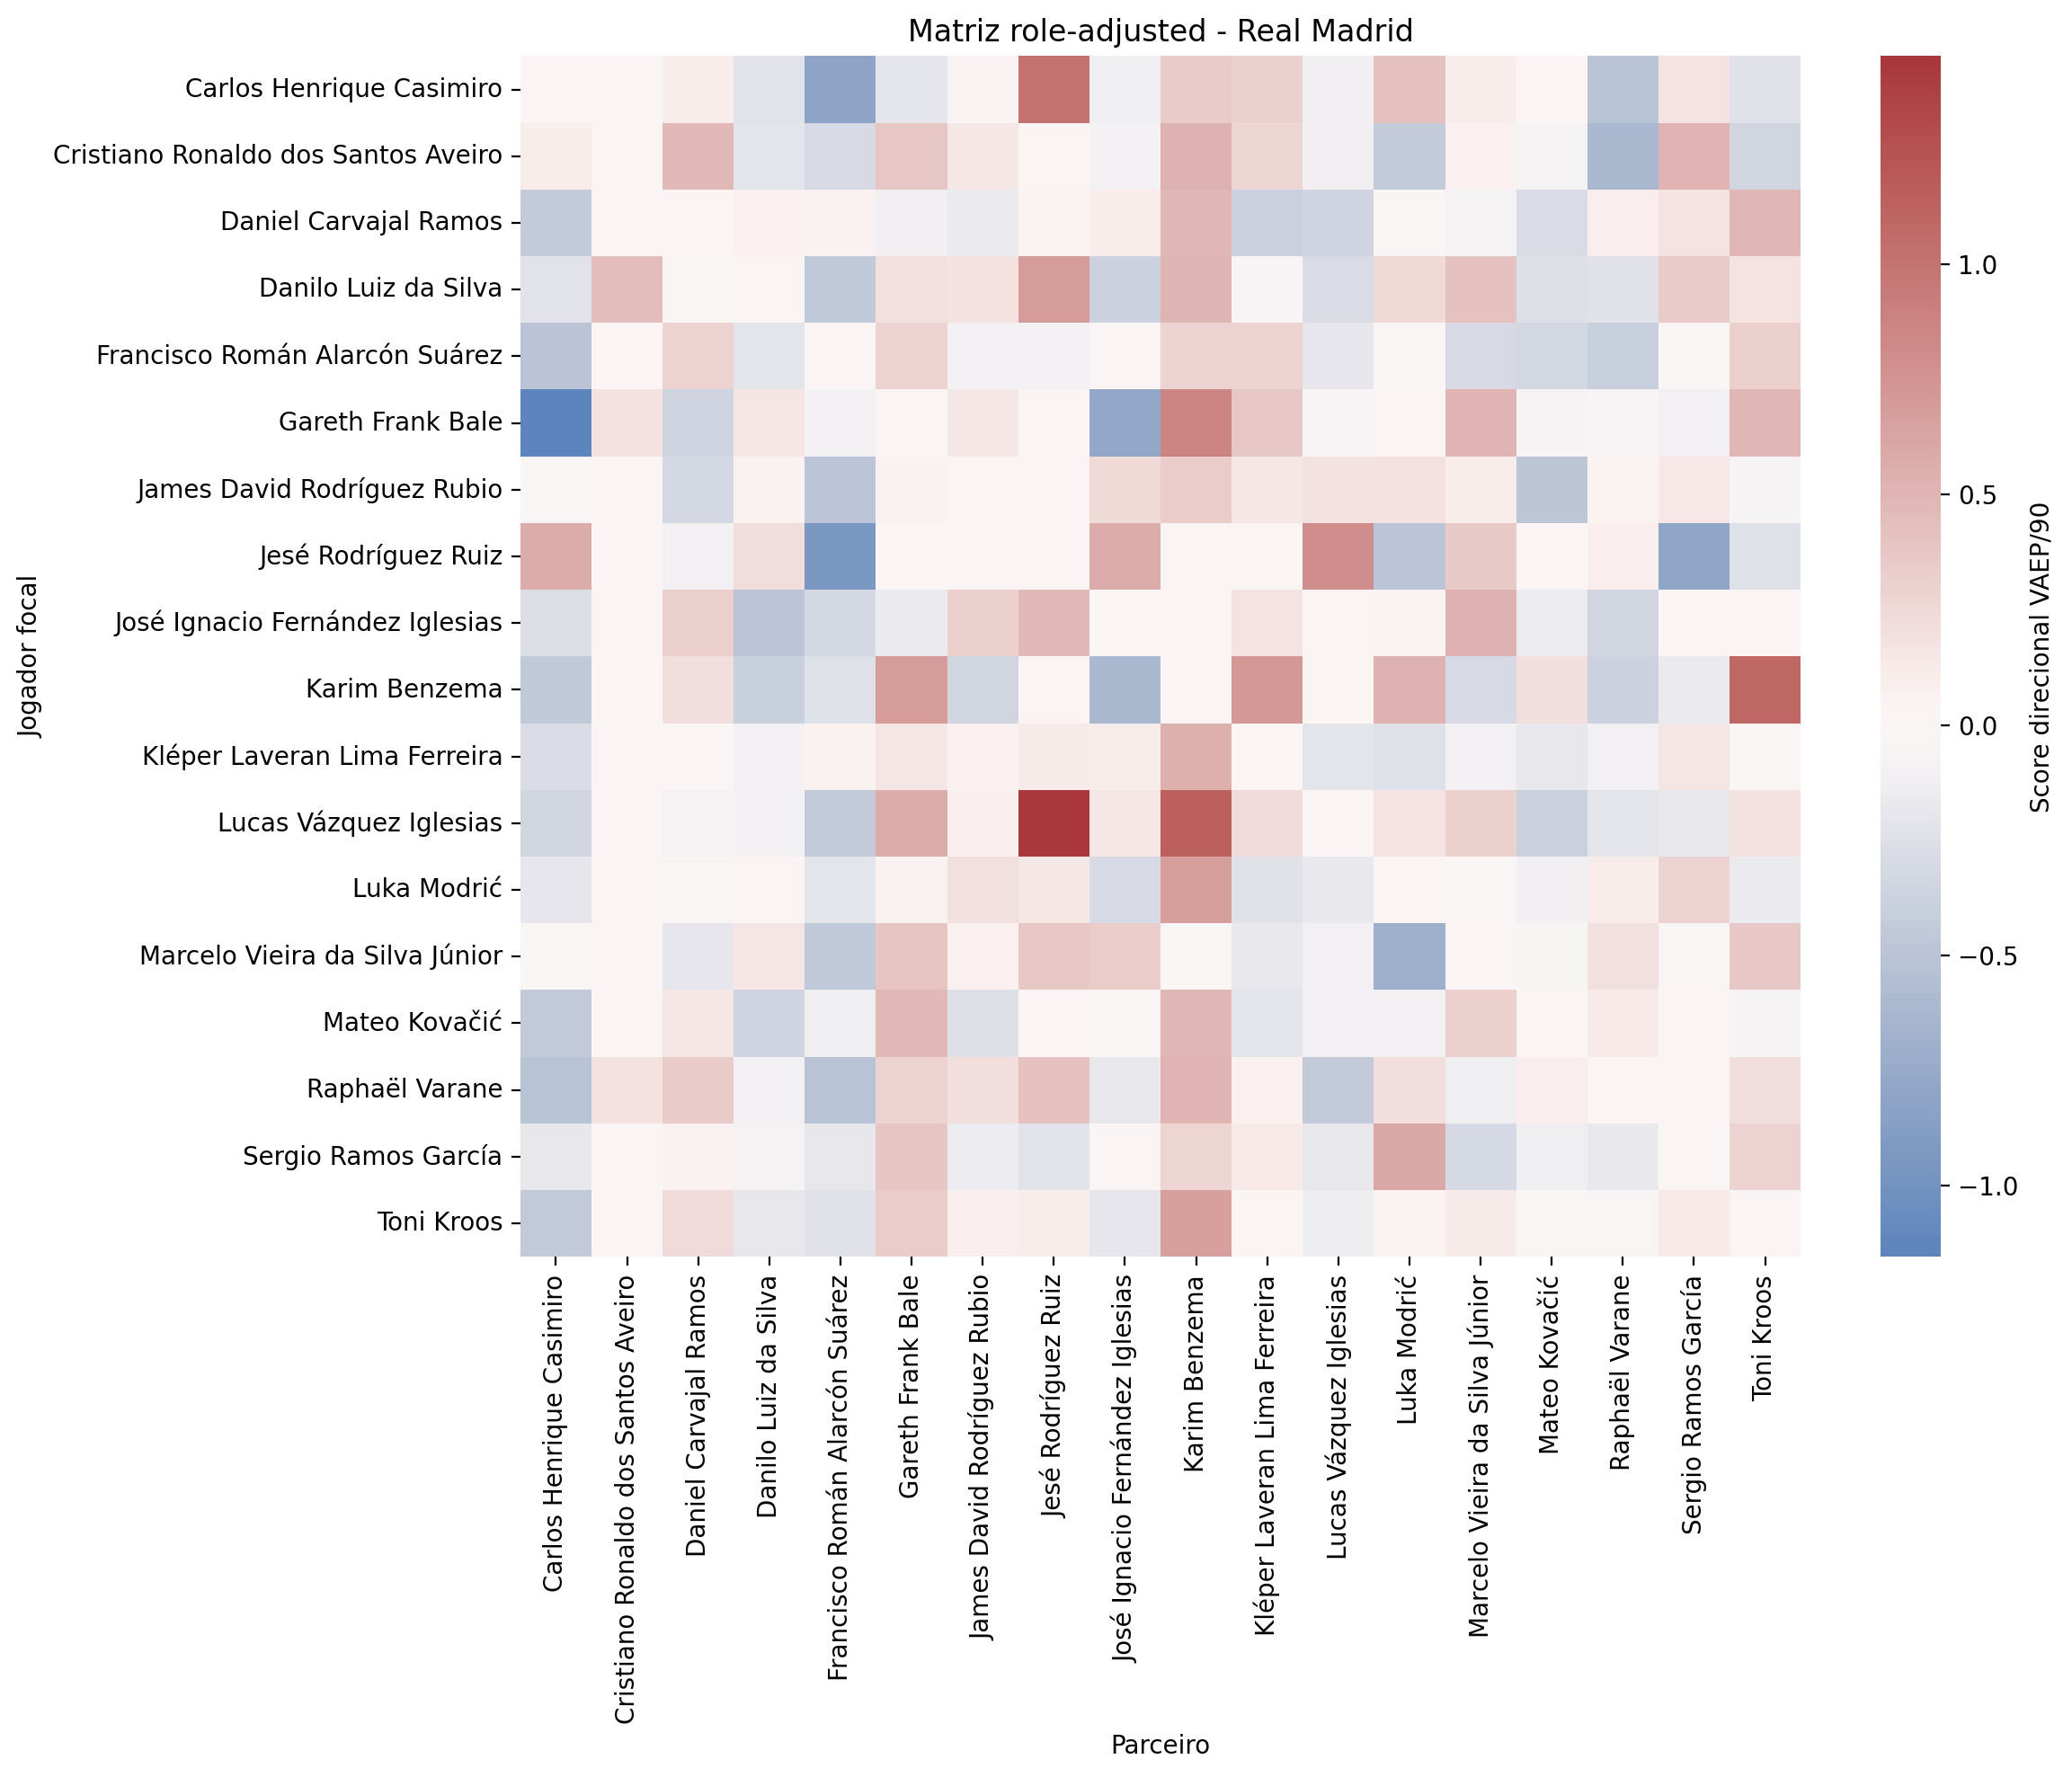 Matriz role-adjusted - Real Madrid
Jogador focal
Carlos Henrique Casimiro
Cristiano Ronaldo dos Santos Aveiro
Daniel Carvajal Ramos
Danilo Luiz da Silva
Francisco Román Alarcón Suárez
Gareth Frank Bale
James David Rodríguez Rubio
Jesé Rodríguez Ruiz
José Ignacio Fernández Iglesias
Karim Benzema
Kléper Laveran Lima Ferreira
Lucas Vázquez Iglesias
Luka Modrić
Marcelo Vieira da Silva Júnior
Mateo Kovačić
Raphaël Varane
Sergio Ramos García
Toni Kroos
Carlos Henrique Casimiro
Cristiano Ronaldo dos Santos Aveiro
Daniel Carvajal Ramos
Danilo Luiz da Silva
Francisco Román Alarcón Suárez
Gareth Frank Bale
James David Rodríguez Rubio
Jesé Rodríguez Ruiz
José Ignacio Fernández Iglesias
Karim Benzema
Kléper Laveran Lima Ferreira
Lucas Vázquez Iglesias
Luka Modrić
Marcelo Vieira da Silva Júnior
Mateo Kovačić
Raphaël Varane
Sergio Ramos García
Toni Kroos
Parceiro
1.0
0.5
0.0
−0.5
−1.0
Score direcional VAEP/90